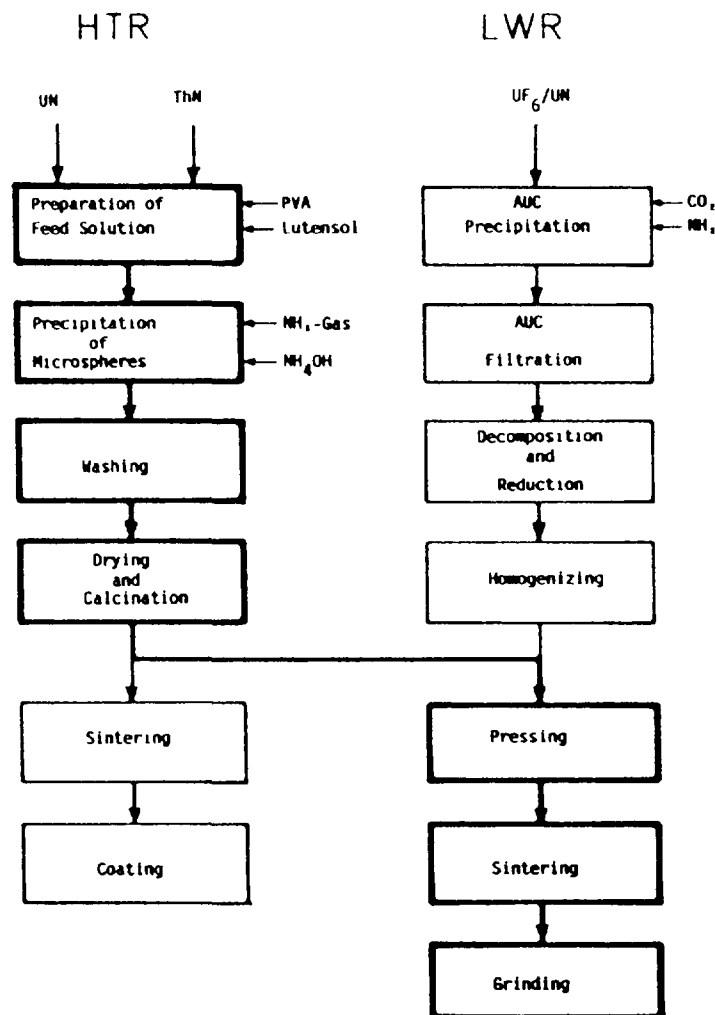 HTR
LWR
UN
ThN
UF6/UN
Preparation of
Feed Solution
PVA
Lutensol
AUC
Precipitation
CO₂
NH₃
Precipitation
of
Microspheres
NH₃-Gas
NH4OH
AUC
Filtration
Washing
Decomposition
and
Reduction
Drying
and
Calcination
Homogenizing
Sintering
Pressing
Coating
Sintering
Grinding